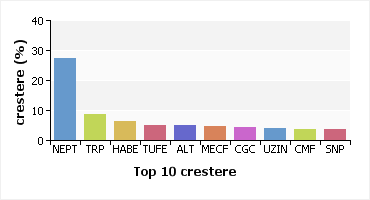 crestere (%)
40
30
20
10
0
NEPT TRP HABE TUFE ALT MECF CGC UZIN CMF SNP
Top 10 crestere